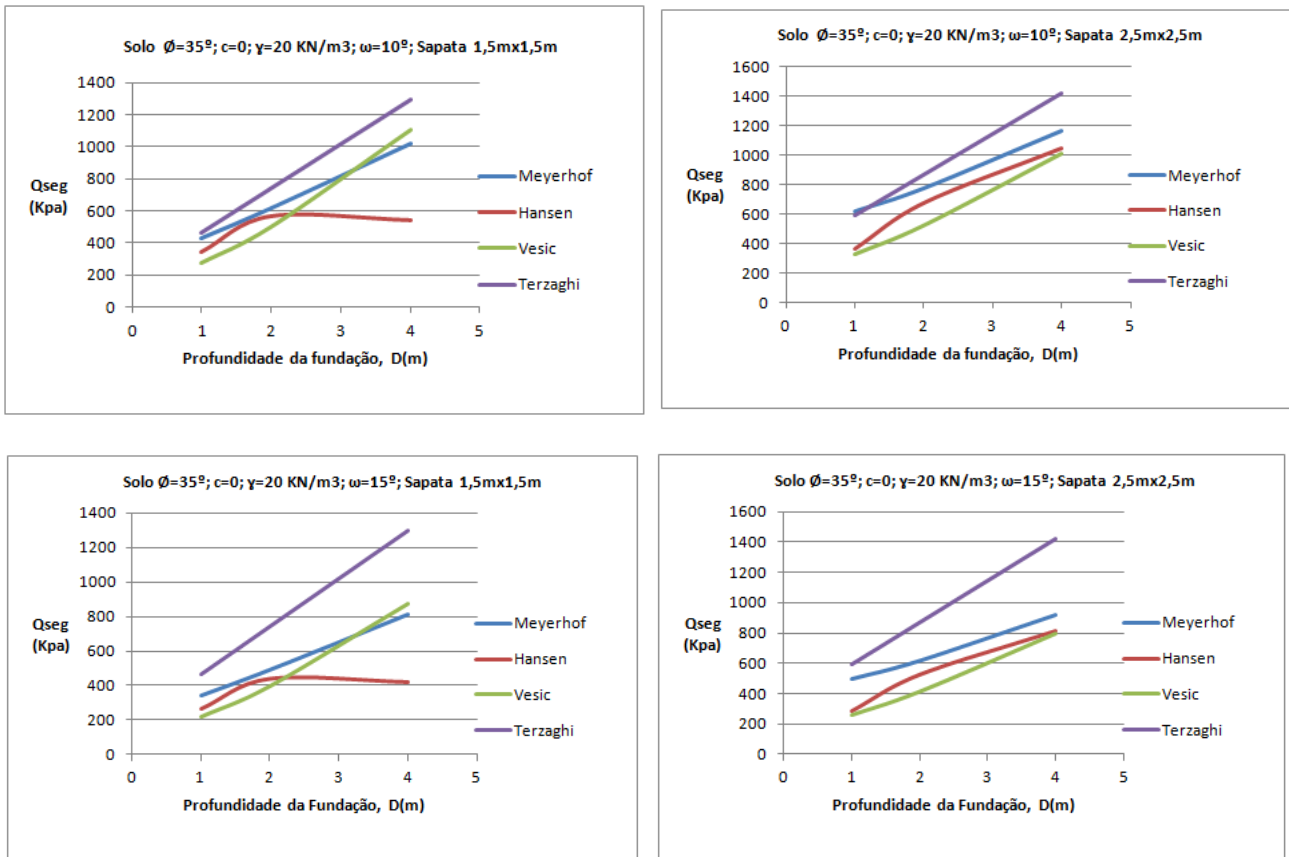 Solo Ø=35º; c=0; ɣ=20 KN/m3; ω=10º; Sapata 1,5mx1,5m
1400
1200
1000
800
600
400
200
0
Qseg
(Kpa)
0 1 2 3 4 5
Profundidade da fundação, D(m)
Meyerhof
Hansen
Vesic
Terzaghi
Solo Ø=35º; c=0; ɣ=20 KN/m3; ω=10º; Sapata 2,5mx2,5m
1600
1400
1200
1000
800
600
400
200
0
Qseg
(Kpa)
0 1 2 3 4 5
Profundidade da fundação, D(m)
Meyerhof
Hansen
Vesic
Terzaghi
Solo Ø=35º; c=0; ɣ=20 KN/m3; ω=15º; Sapata 1,5mx1,5m
1400
1200
1000
800
600
400
200
0
Qseg
(Kpa)
0 1 2 3 4 5
Profundidade da Fundação, D(m)
Meyerhof
Hansen
Vesic
Terzaghi
Solo Ø=35º; c=0; ɣ=20 KN/m3; ω=15º; Sapata 2,5mx2,5m
1600
1400
1200
1000
800
600
400
200
0
Qseg
(Kpa)
0 1 2 3 4 5
Profundidade da Fundação, D(m)
Meyerhof
Hansen
Vesic
Terzaghi